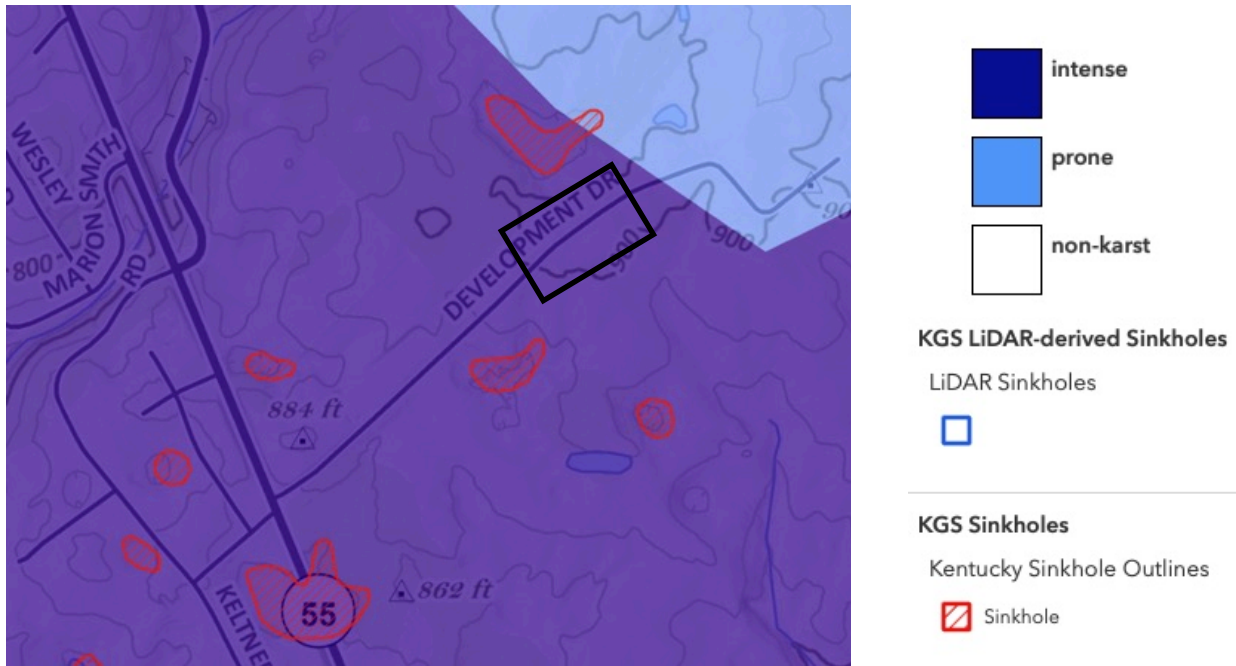 WESLEY
MARION SMITH
RD
800
DEVELOPMENT DR
900
900
90
884 ft
862 ft
55
KELTNE
intense
prone
non-karst
KGS LiDAR-derived Sinkholes
LiDAR Sinkholes
KGS Sinkholes
Kentucky Sinkhole Outlines
Sinkhole